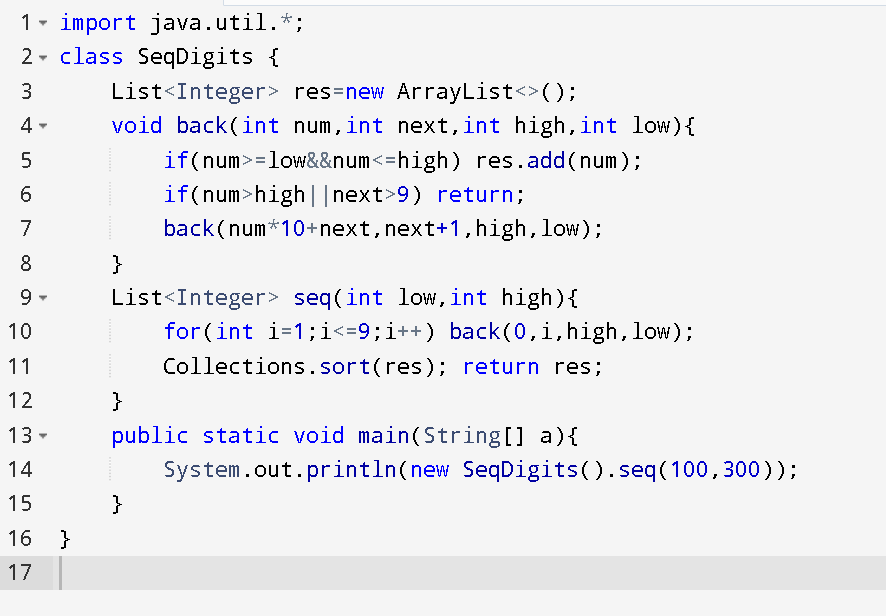 1 import java.util.*;
2 class SeqDigits {
3     List<Integer> res=new ArrayList<>();
4     void back(int num,int next,int high,int low){
5         if(num>=low&&num<=high) res.add(num);
6         if(num>high||next>9) return;
7         back(num*10+next,next+1,high,low);
8     }
9     List<Integer> seq(int low,int high){
10         for(int i=1;i<=9;i++) back(0,i,high,low);
11         Collections.sort(res); return res;
12     }
13     public static void main(String[] a){
14         System.out.println(new SeqDigits().seq(100,300));
15     }
16 }
17